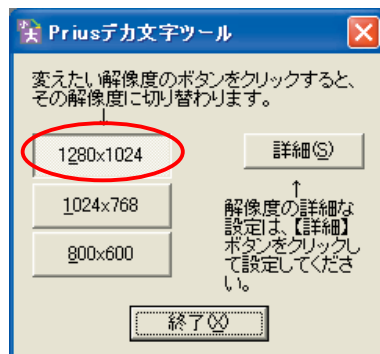 Priusデカ文字ツール
変えたい解像度のボタンをクリックすると、
その解像度に切り替わります。
↓
1280x1024
詳細(S)
1024x768
↑
解像度の詳細な
設定は、【詳細】
ボタンをクリックし
て設定してくださ
い。
800x600
終了(X)